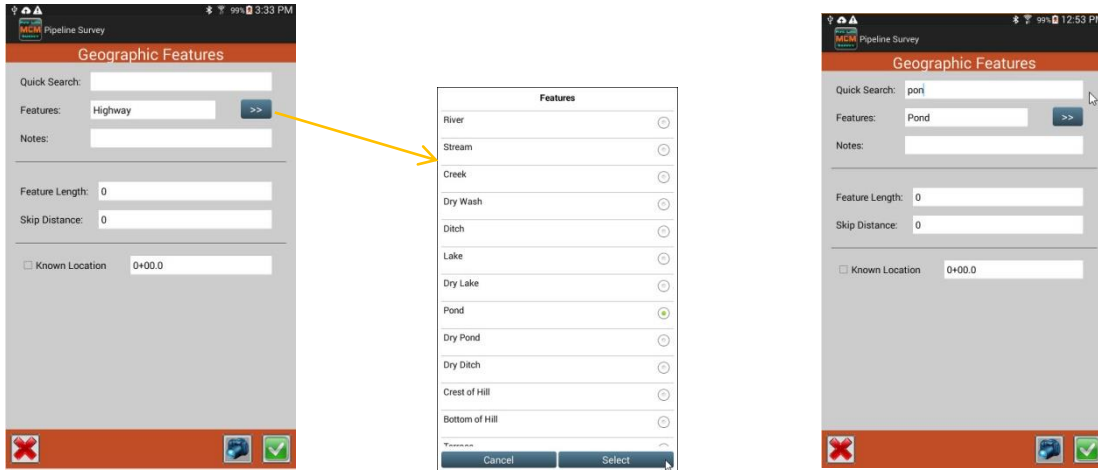 99% 3:33 PM
MCM Pipeline Survey
Geographic Features
Quick Search:
Features: Highway >>
Notes:
Feature Length: 0
Skip Distance: 0
Known Location 0+00.0
Features
River
Stream
Creek
Dry Wash
Ditch
Lake
Dry Lake
Pond
Dry Pond
Dry Ditch
Crest of Hill
Bottom of Hill
Cancel Select
99% 12:53 PM
MCM Pipeline Survey
Geographic Features
Quick Search: pon
Features: Pond >>
Notes:
Feature Length: 0
Skip Distance: 0
Known Location 0+00.0